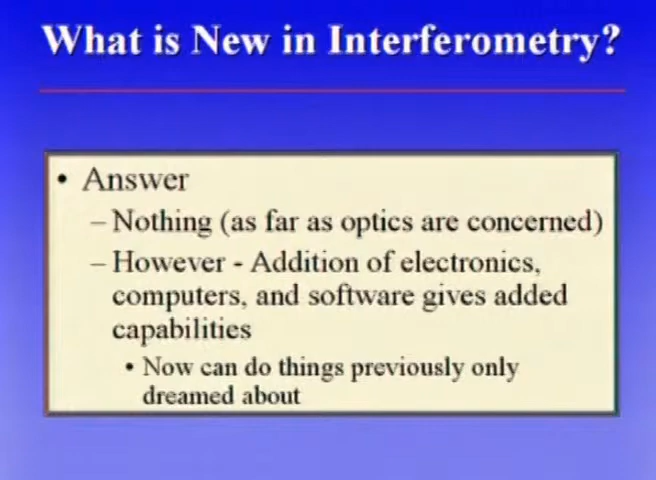 What is New in Interferometry?
• Answer
– Nothing (as far as optics are concerned)
– However - Addition of electronics,
computers, and software gives added
capabilities
• Now can do things previously only
dreamed about